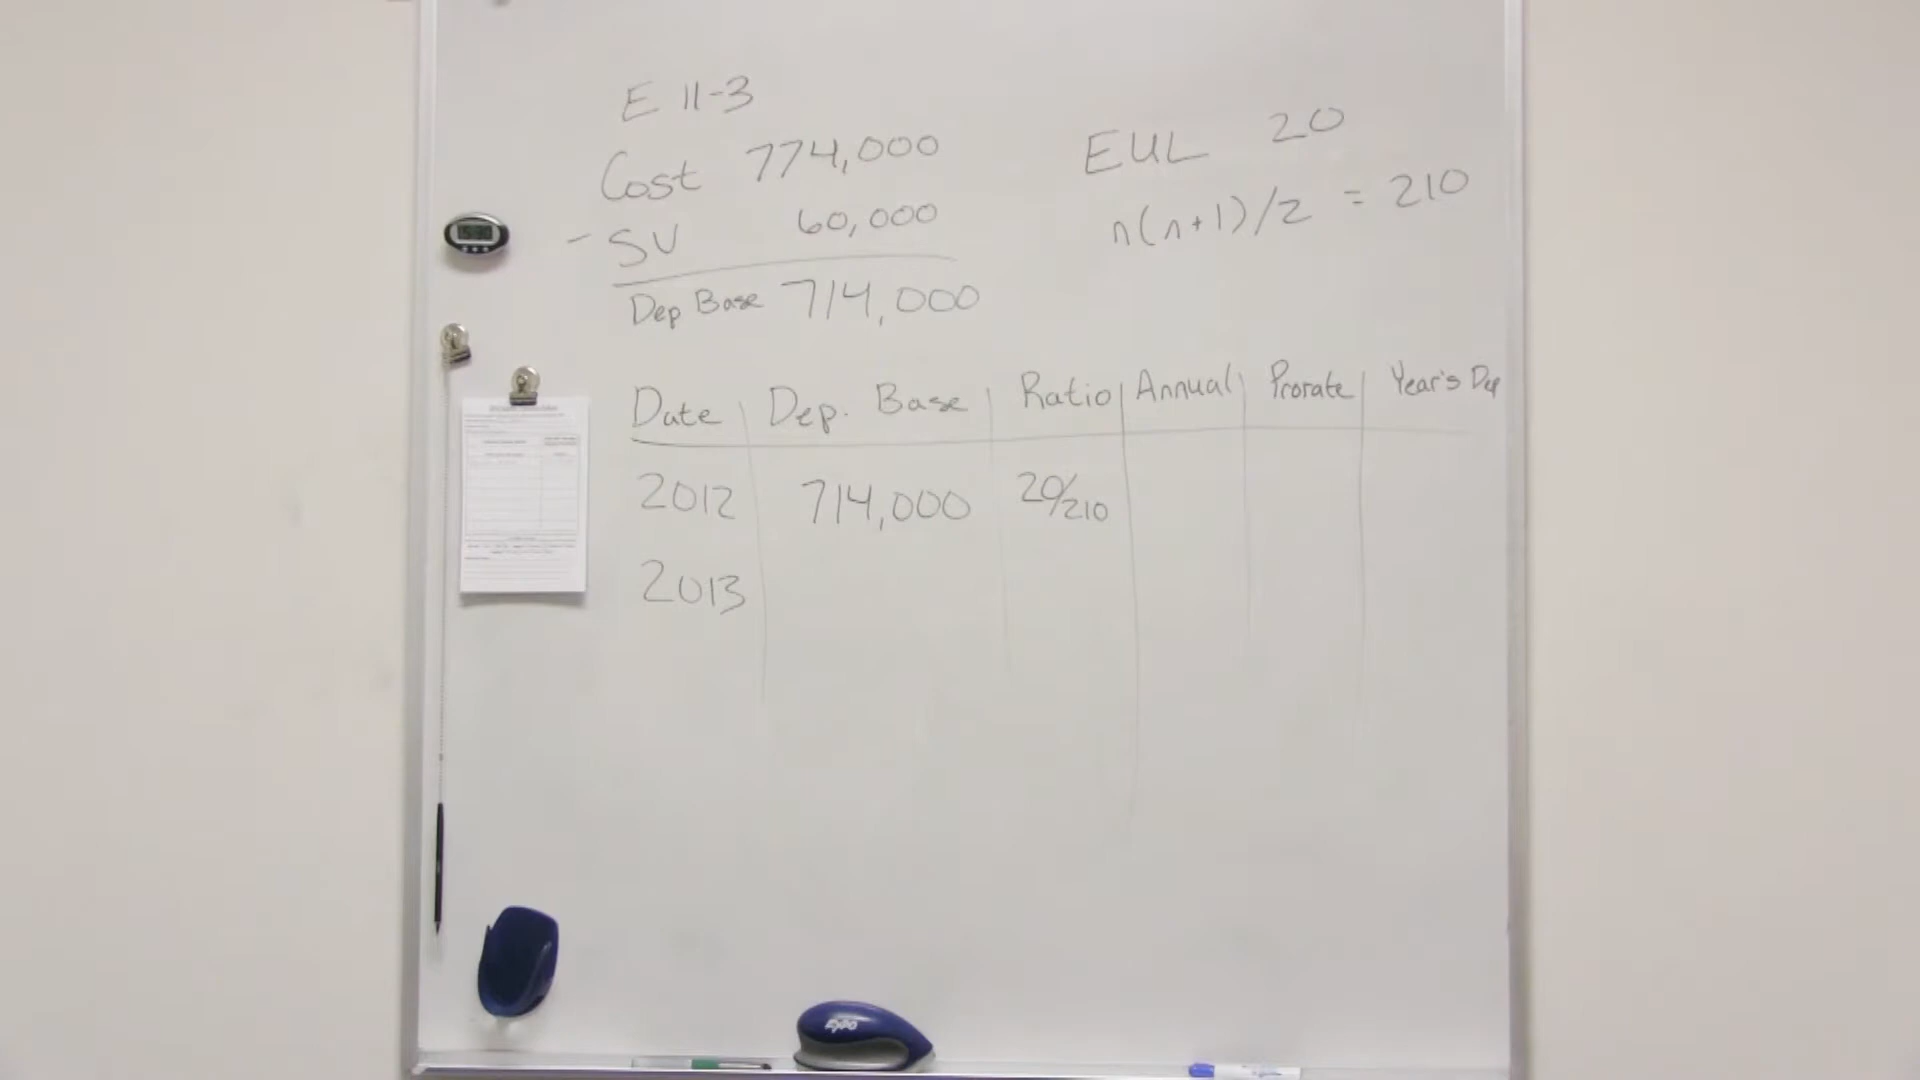 E 11-3
Cost 774,000
- SV 60,000
Dep Base 714,000
EUL 20
n(n+1)/2 = 210
Date Dep. Base Ratio Annual Prorate Year's Dep
2012 714,000 20/210
2013
EXPO